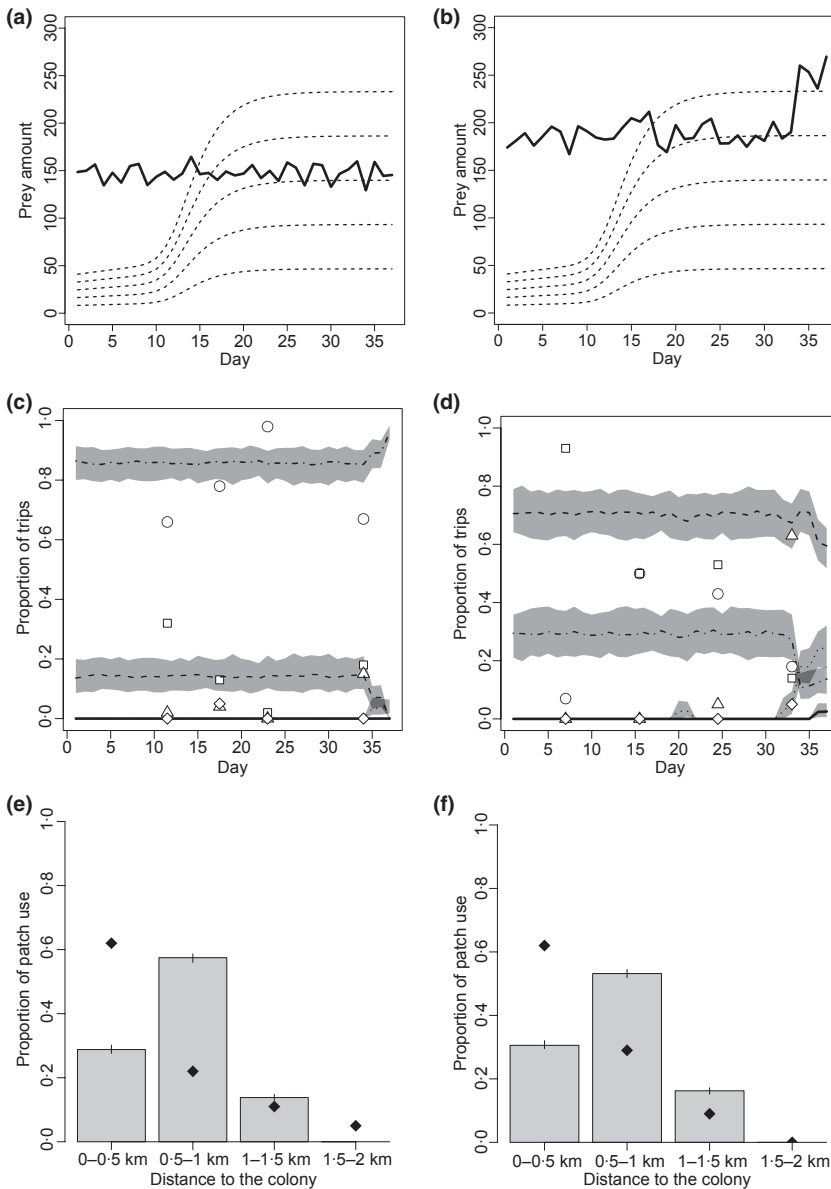 (a)
(b)
Prey amount
0 50 100 150 200 250 300
0 5 10 15 20 25 30 35
Day
Prey amount
0 50 100 150 200 250 300
0 5 10 15 20 25 30 35
Day
(c)
(d)
Proportion of trips
0·0 0·2 0·4 0·6 0·8 1·0
0 5 10 15 20 25 30 35
Day
Proportion of trips
0·0 0·2 0·4 0·6 0·8 1·0
0 5 10 15 20 25 30 35
Day
(e)
(f)
Proportion of patch use
0·0 0·2 0·4 0·6 0·8 1·0
0–0·5 km 0·5–1 km 1–1·5 km 1·5–2 km
Distance to the colony
Proportion of patch use
0·0 0·2 0·4 0·6 0·8 1·0
0–0·5 km 0·5–1 km 1–1·5 km 1·5–2 km
Distance to the colony